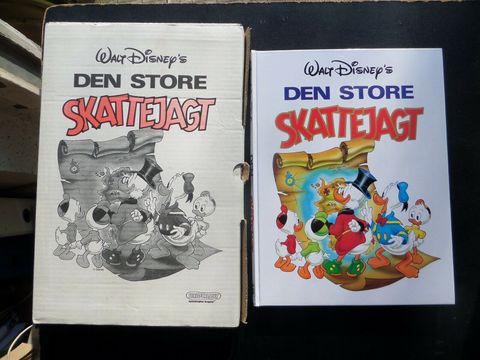 WALT DISNEY'S
DEN STORE
SKATTEJAGT
WALT DISNEY'S
DEN STORE
SKATTEJAGT